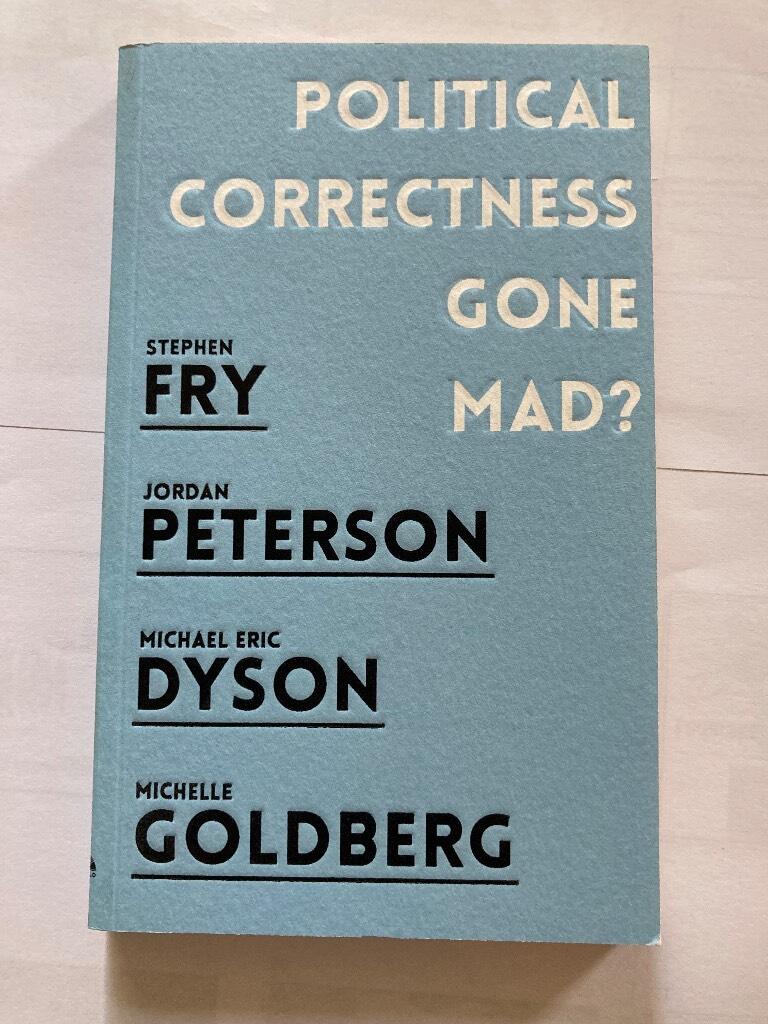 POLITICAL
CORRECTNESS
GONE
MAD?
STEPHEN
FRY
JORDAN
PETERSON
MICHAEL ERIC
DYSON
MICHELLE
GOLDBERG